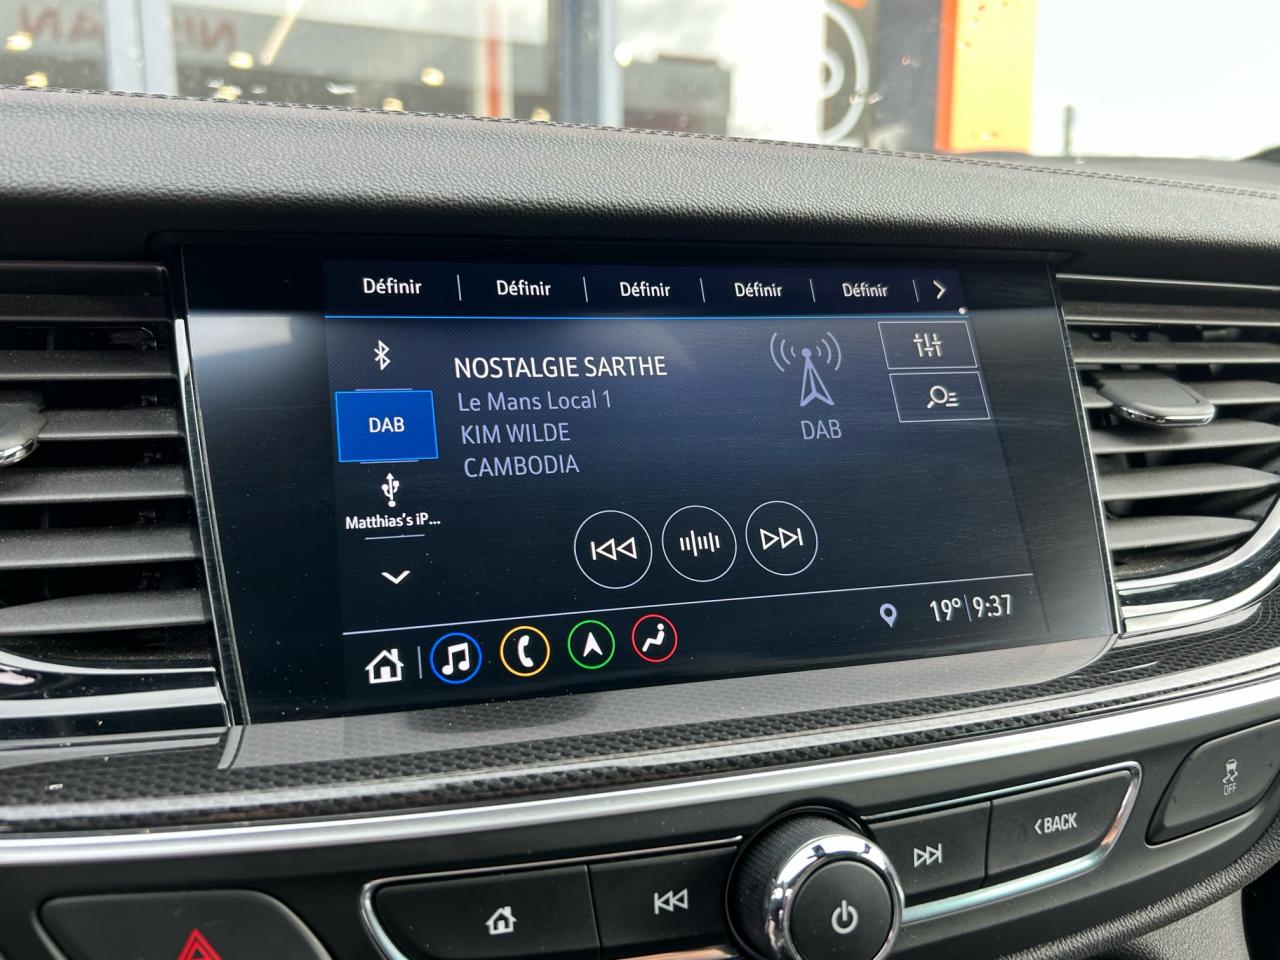 Définir | Définir | Définir | Définir | Définir
NOSTALGIE SARTHE
Le Mans Local 1
KIM WILDE
CAMBODIA
DAB
DAB
Matthias's iP...
19° 9:37
<BACK
OFF